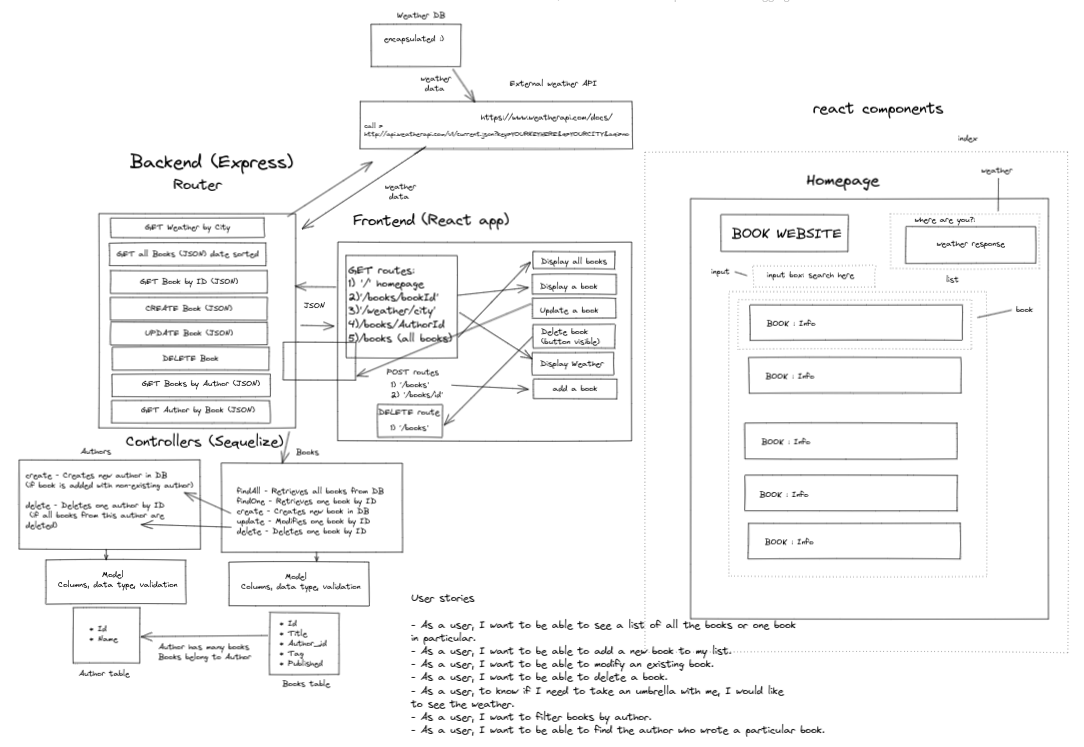 Weather DB
encapsulated :)
weather
data
External weather API
https://www.weatherapi.com/docs/
call >
http://api.weatherapi.com/v1/current.json?key=YOURKEYHERE&q=YOURCITY&aqi=no
Backend (Express)
Router
weather
data
GET Weather by City
GET all Books (JSON) date sorted
GET Book by ID (JSON)
CREATE Book (JSON)
UPDATE Book (JSON)
DELETE Book
GET Books by Author (JSON)
GET Author by Book (JSON)
JSON
Frontend (React app)
GET routes:
1) '/' homepage
2)'/books/bookId'
3)'/weather/city'
4)/books/AuthorId
5)/books (all books)
POST routes
1) '/books'
2) '/books/id'
DELETE route
1) '/books'
Display all books
Display a book
Update a book
Delete book
(button visible)
Display Weather
add a book
Controllers (Sequelize)
Authors
create - Creates new author in DB
(if book is added with non-existing author)
delete - Deletes one author by ID
(if all books from this author are
deleted)
Books
findAll - Retrieves all books from DB
findOne - Retrieves one book by ID
create - Creates new book in DB
update - Modifies one book by ID
delete - Deletes one book by ID
Model
Columns, data type, validation
Model
Columns, data type, validation
• Id
• Name
Author table
Author has many books
Books belong to Author
• Id
• Title
• Author_id
• Tag
• Published
Books table
react components
index
Homepage
weather
BOOK WEBSITE
where are you?:
weather response
input
input box: search here
list
book
BOOK : Info
BOOK : Info
BOOK : Info
BOOK : Info
BOOK : Info
User stories
- As a user, I want to be able to see a list of all the books or one book
in particular.
- As a user, I want to be able to add a new book to my list.
- As a user, I want to be able to modify an existing book.
- As a user, I want to be able to delete a book.
- As a user, to know if I need to take an umbrella with me, I would like
to see the weather.
- As a user, I want to filter books by author.
- As a user, I want to be able to find the author who wrote a particular book.